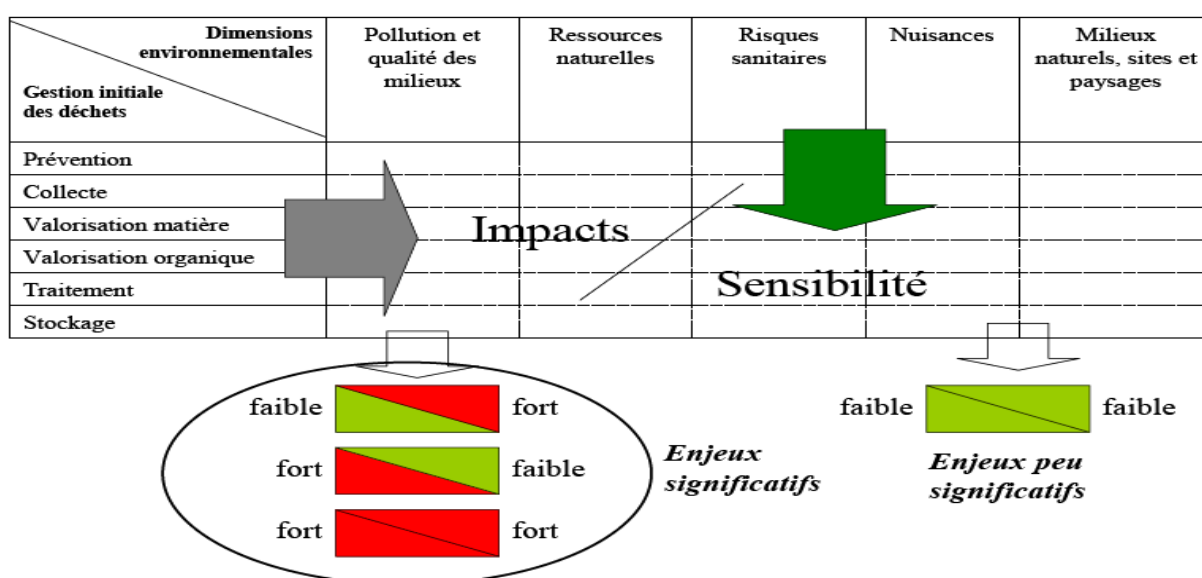 Dimensions
environnementales
Gestion initiale
des déchets
Pollution et
qualité des
milieux
Ressources
naturelles
Risques
sanitaires
Nuisances
Milieux
naturels, sites et
paysages
Prévention
Collecte
Valorisation matière
Valorisation organique
Traitement
Stockage
Impacts
Sensibilité
faible
fort
fort
faible
fort
fort
Enjeux
significatifs
faible
faible
Enjeux peu
significatifs